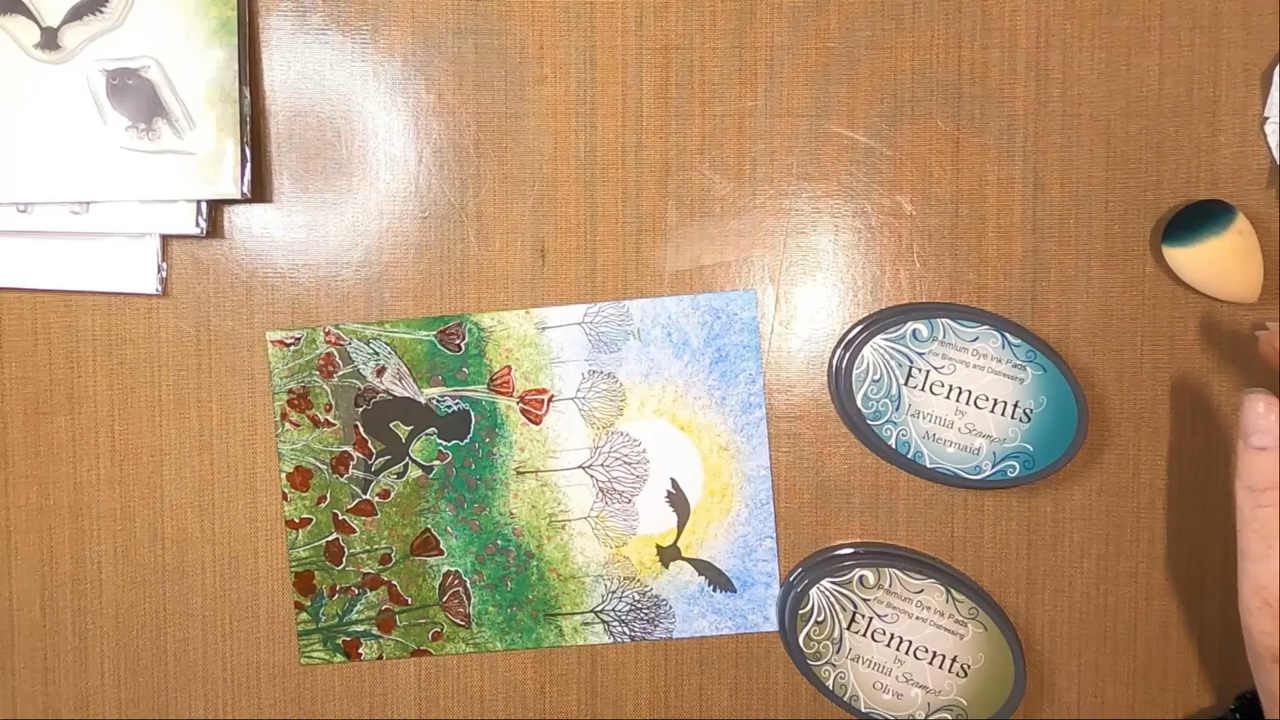 Premium Dye Ink Pads
For Blending and Distressing
Elements
by
Lavinia Stamps
Mermaid
Premium Dye Ink Pads
For Blending and Distressing
Elements
by
Lavinia Stamps
Olive